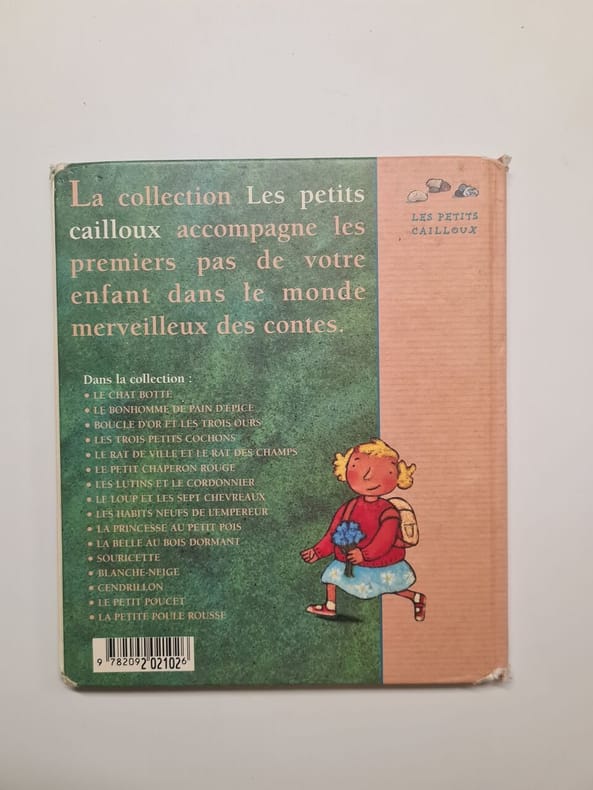 La collection Les petits
cailloux accompagne les
premiers pas de votre
enfant dans le monde
merveilleux des contes.
LES PETITS
CAILLOUX
Dans la collection :
• LE CHAT BOTTÉ
• LE BONHOMME DE PAIN D'ÉPICE
• BOUCLE D'OR ET LES TROIS OURS
• LES TROIS PETITS COCHONS
• LE RAT DE VILLE ET LE RAT DES CHAMPS
• LE PETIT CHAPERON ROUGE
• LES LUTINS ET LE CORDONNIER
• LE LOUP ET LES SEPT CHEVREAUX
• LES HABITS NEUFS DE L'EMPEREUR
• LA PRINCESSE AU PETIT POIS
• LA BELLE AU BOIS DORMANT
• SOURICETTE
• BLANCHE-NEIGE
• CENDRILLON
• LE PETIT POUCET
• LA PETITE POULE ROUSSE
9 782092 021026